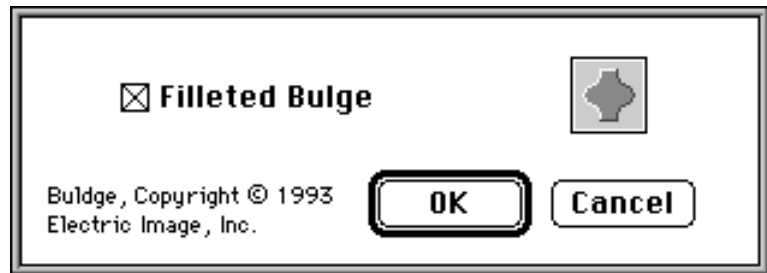 Filleted Bulge
Buldge, Copyright © 1993
Electric Image, Inc.
OK
Cancel